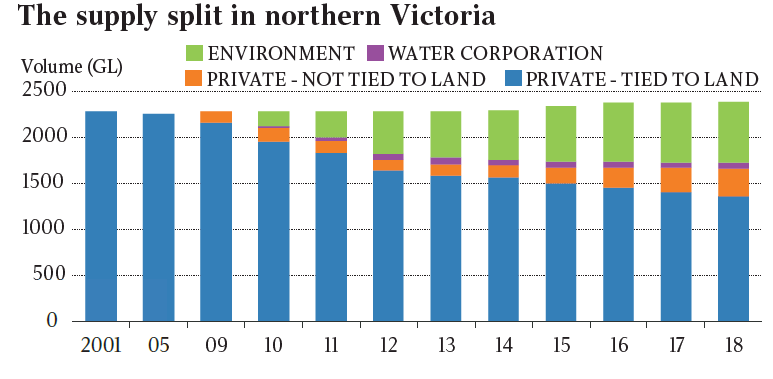 The supply split in northern Victoria
Volume (GL)
ENVIRONMENT WATER CORPORATION
PRIVATE - NOT TIED TO LAND PRIVATE - TIED TO LAND
2500
2000
1500
1000
500
0
2001 05 09 10 11 12 13 14 15 16 17 18